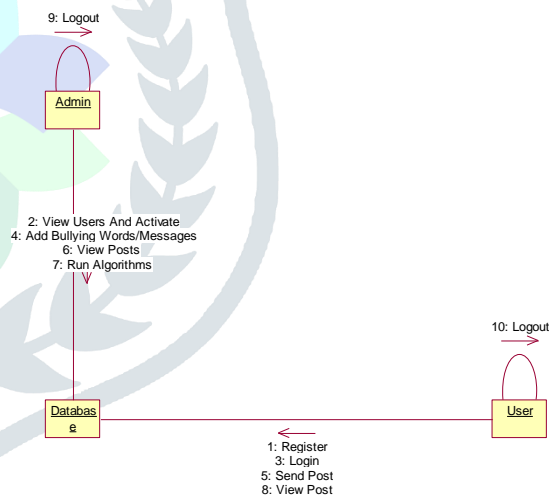 9: Logout
Admin
2: View Users And Activate
4: Add Bullying Words/Messages
6: View Posts
7: Run Algorithms
10: Logout
Databas
e
User
1: Register
3: Login
5: Send Post
8: View Post